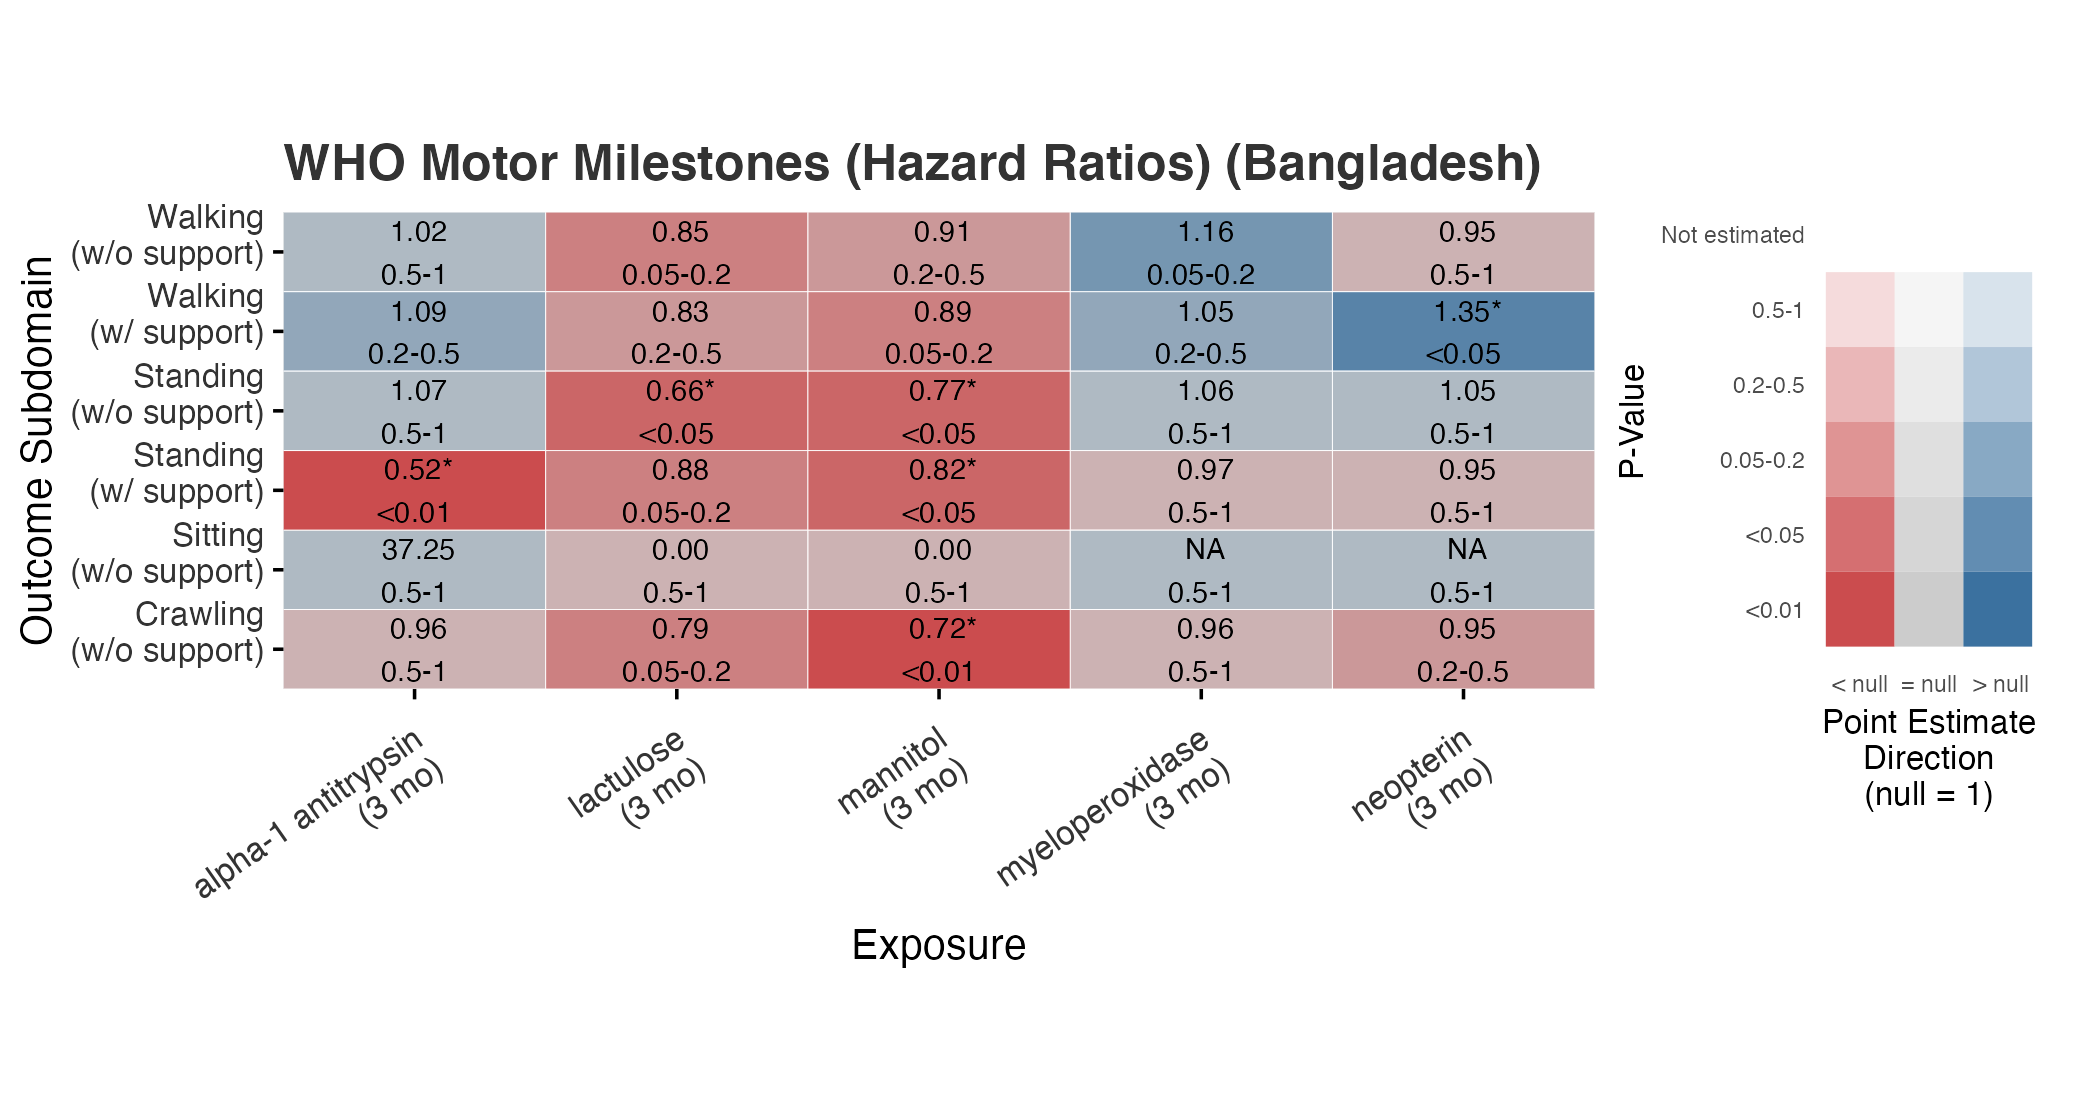 WHO Motor Milestones (Hazard Ratios) (Bangladesh)
Outcome Subdomain
Walking
(w/o support)
1.02 0.85 0.91 1.16 0.95
0.5-1 0.05-0.2 0.2-0.5 0.05-0.2 0.5-1
Walking
(w/ support)
1.09 0.83 0.89 1.05 1.35*
0.2-0.5 0.2-0.5 0.05-0.2 0.2-0.5 <0.05
Standing
(w/o support)
1.07 0.66* 0.77* 1.06 1.05
0.5-1 <0.05 <0.05 0.5-1 0.5-1
Standing
(w/ support)
0.52* 0.88 0.82* 0.97 0.95
<0.01 0.05-0.2 <0.05 0.5-1 0.5-1
Sitting
(w/o support)
37.25 0.00 0.00 NA NA
0.5-1 0.5-1 0.5-1 0.5-1 0.5-1
Crawling
(w/o support)
0.96 0.79 0.72* 0.96 0.95
0.5-1 0.05-0.2 <0.01 0.5-1 0.2-0.5
alpha-1 antitrypsin
(3 mo)
lactulose
(3 mo)
mannitol
(3 mo)
myeloperoxidase
(3 mo)
neopterin
(3 mo)
Exposure
P-Value
Not estimated
0.5-1
0.2-0.5
0.05-0.2
<0.05
<0.01
< null = null > null
Point Estimate
Direction
(null = 1)